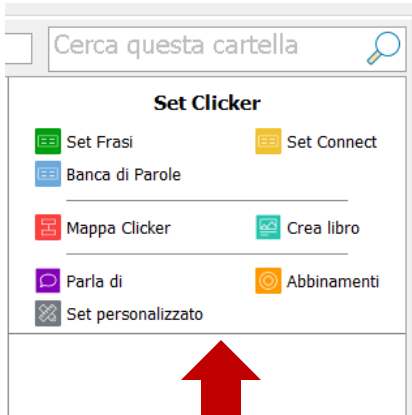 Cerca questa cartella
Set Clicker
Set Frasi Set Connect
Banca di Parole
Mappa Clicker Crea libro
Parla di Abbinamenti
Set personalizzato